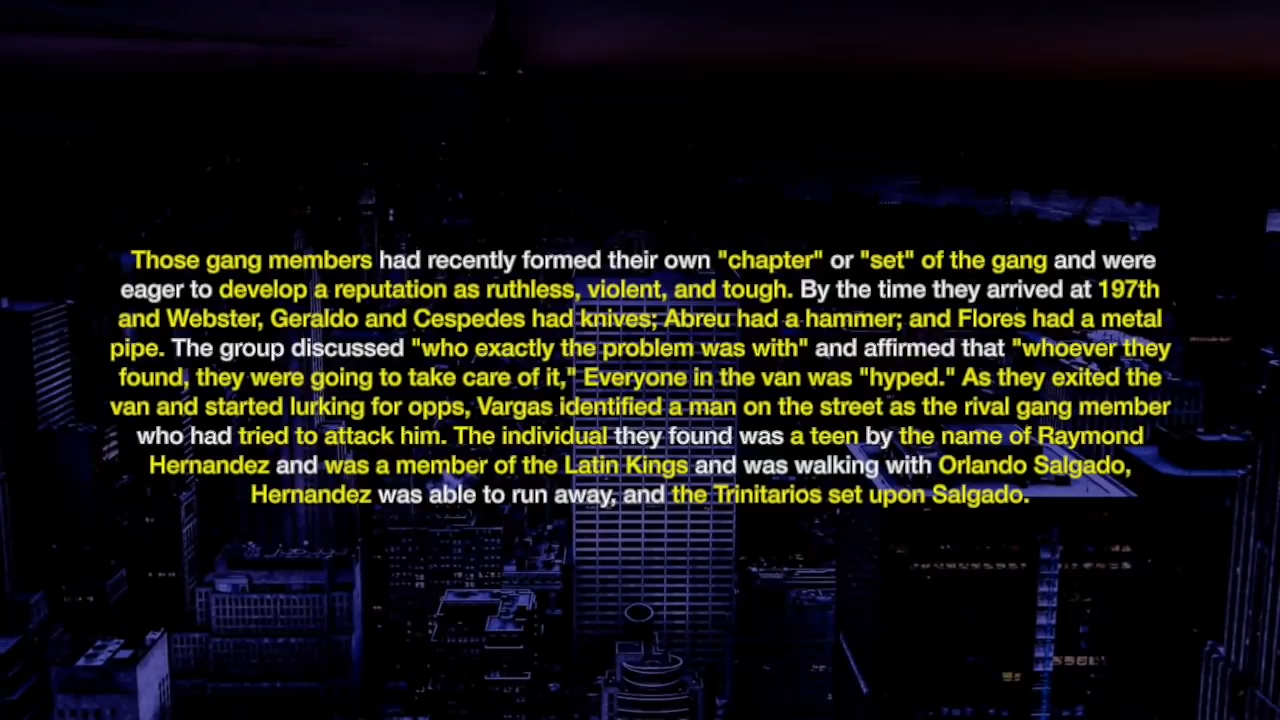 Those gang members had recently formed their own "chapter" or "set" of the gang and were
eager to develop a reputation as ruthless, violent, and tough. By the time they arrived at 197th
and Webster, Geraldo and Cespedes had knives; Abreu had a hammer; and Flores had a metal
pipe. The group discussed "who exactly the problem was with" and affirmed that "whoever they
found, they were going to take care of it," Everyone in the van was "hyped." As they exited the
van and started lurking for opps, Vargas identified a man on the street as the rival gang member
who had tried to attack him. The individual they found was a teen by the name of Raymond
Hernandez and was a member of the Latin Kings and was walking with Orlando Salgado,
Hernandez was able to run away, and the Trinitarios set upon Salgado.